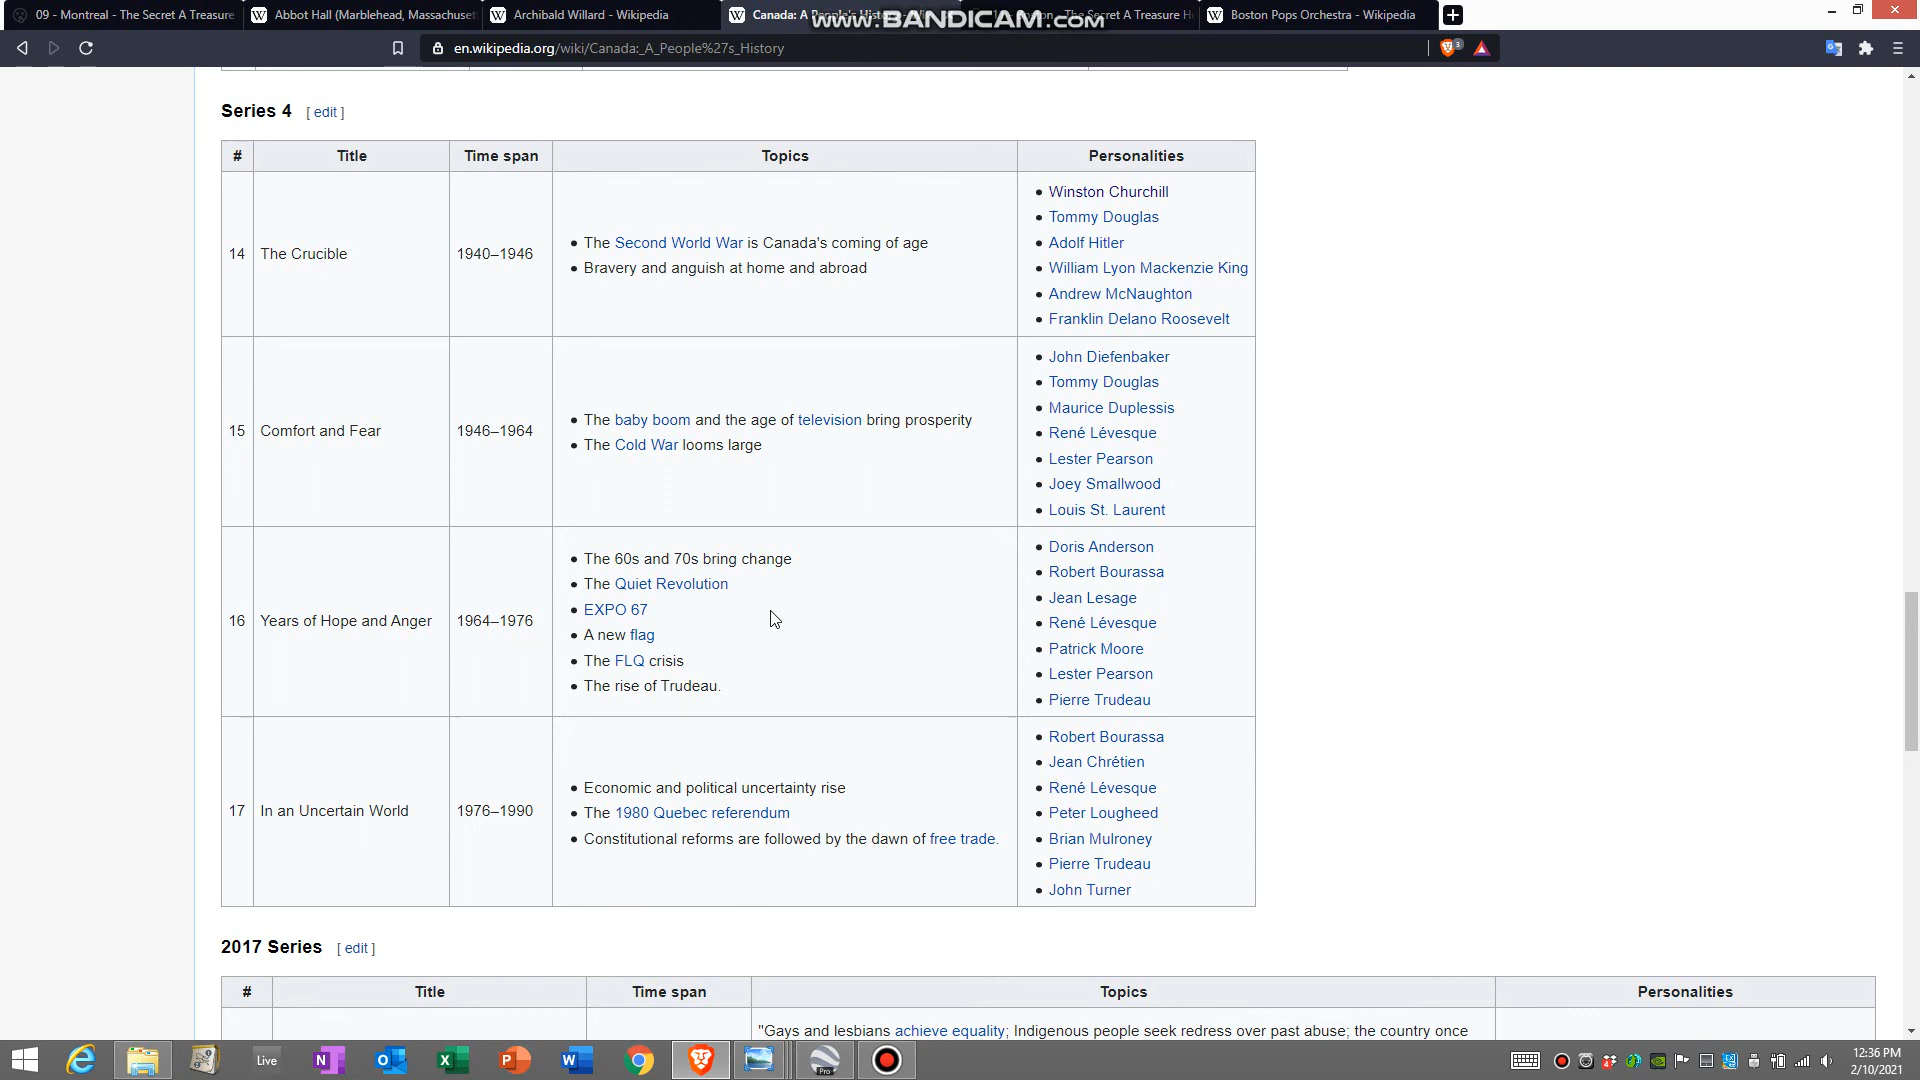 09 - Montreal - The Secret A Treasure
Abbot Hall (Marblehead, Massachuset
Archibald Willard - Wikipedia
Canada: A People's History - Wi
The Secret A Treasure H
Boston Pops Orchestra - Wikipedia
www.BANDICAM.com
en.wikipedia.org/wiki/Canada:_A_People%27s_History
3
Series 4 [ edit ]
# Title Time span Topics Personalities
14 The Crucible 1940–1946
The Second World War is Canada's coming of age
Bravery and anguish at home and abroad
Winston Churchill
Tommy Douglas
Adolf Hitler
William Lyon Mackenzie King
Andrew McNaughton
Franklin Delano Roosevelt
15 Comfort and Fear 1946–1964
The baby boom and the age of television bring prosperity
The Cold War looms large
John Diefenbaker
Tommy Douglas
Maurice Duplessis
René Lévesque
Lester Pearson
Joey Smallwood
Louis St. Laurent
16 Years of Hope and Anger 1964–1976
The 60s and 70s bring change
The Quiet Revolution
EXPO 67
A new flag
The FLQ crisis
The rise of Trudeau.
Doris Anderson
Robert Bourassa
Jean Lesage
René Lévesque
Patrick Moore
Lester Pearson
Pierre Trudeau
17 In an Uncertain World 1976–1990
Economic and political uncertainty rise
The 1980 Quebec referendum
Constitutional reforms are followed by the dawn of free trade.
Robert Bourassa
Jean Chrétien
René Lévesque
Peter Lougheed
Brian Mulroney
Pierre Trudeau
John Turner
2017 Series [ edit ]
# Title Time span Topics Personalities
"Gays and lesbians achieve equality; Indigenous people seek redress over past abuse; the country once
Live
Pro
12:36 PM
2/10/2021